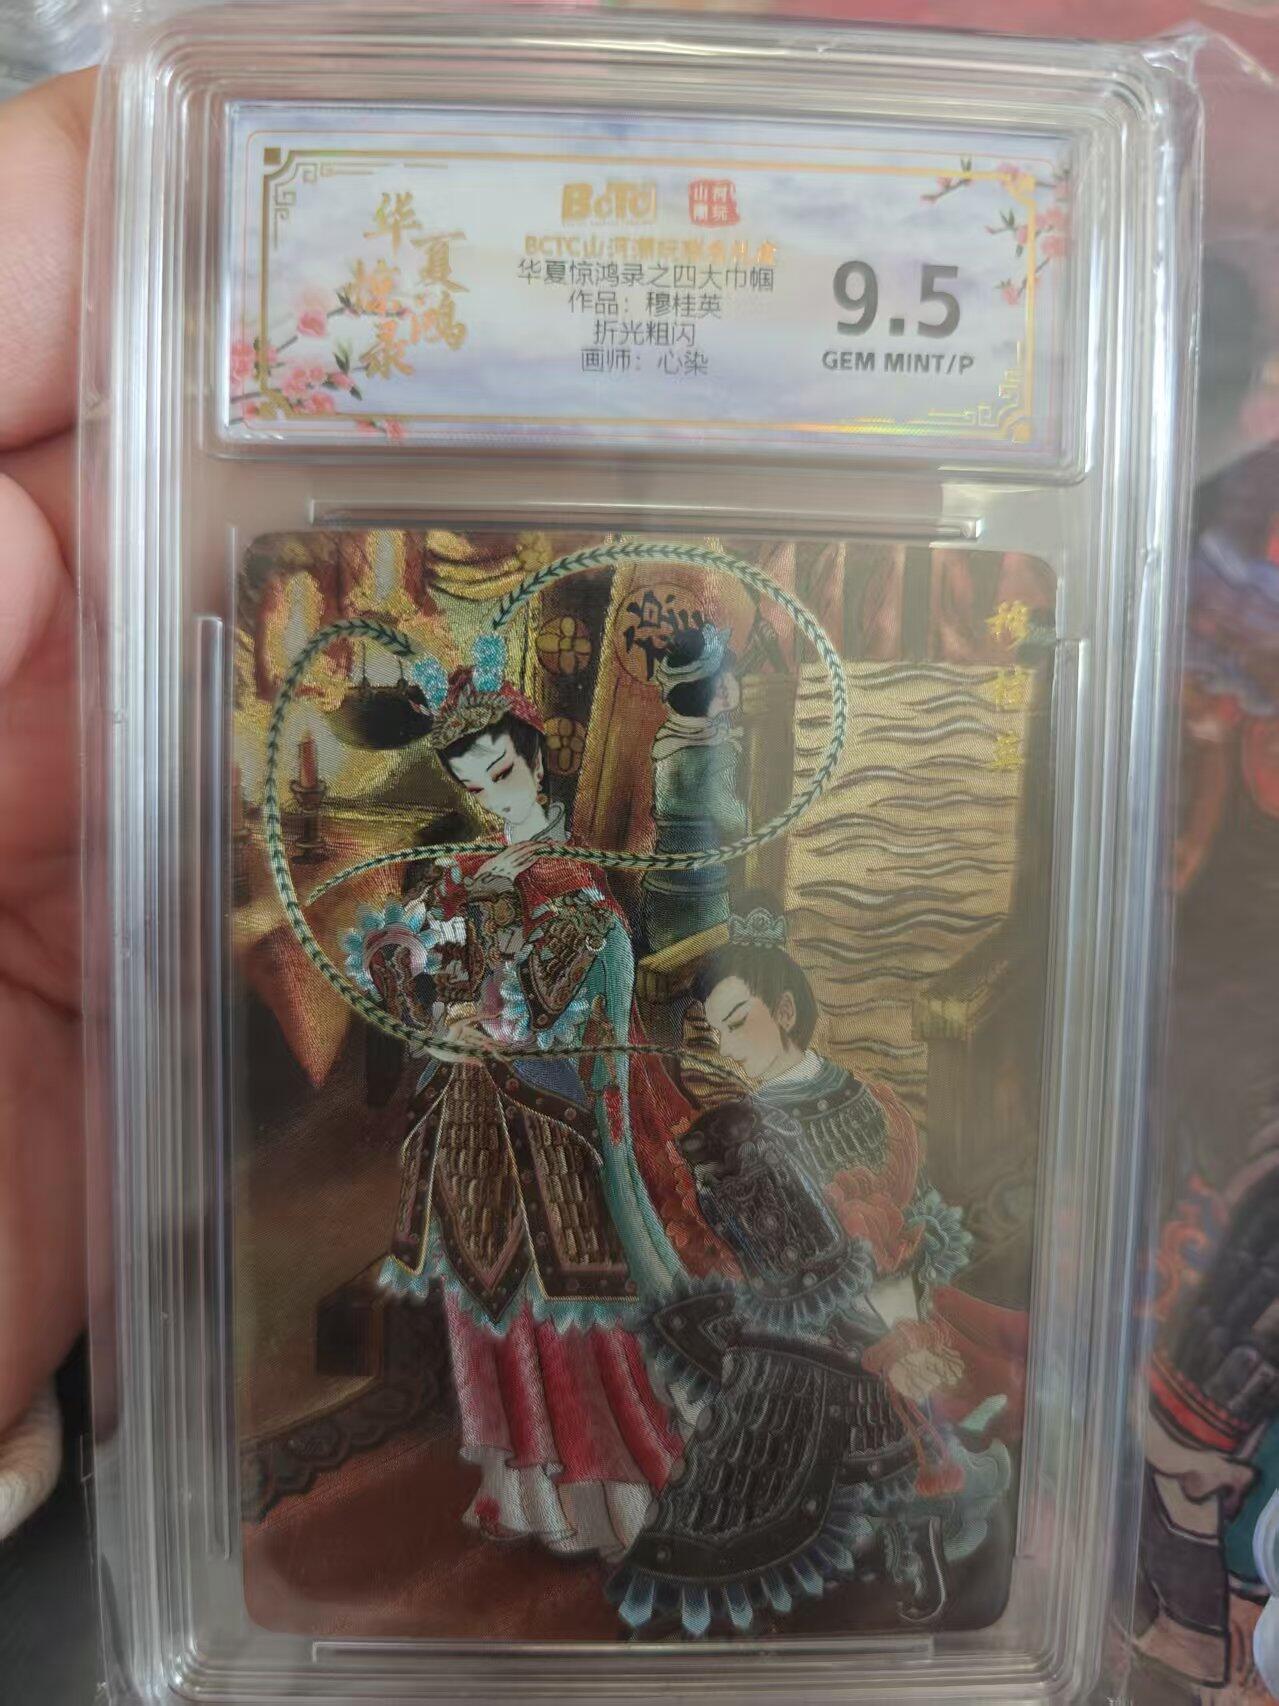 华夏
惊鸿
录
BCTC
山河
潮玩
BCTC山河潮玩联名礼盒
华夏惊鸿录之四大巾帼
作品：穆桂英
折光粗闪
画师：心染
9.5
GEM MINT/P
穆
穆桂英